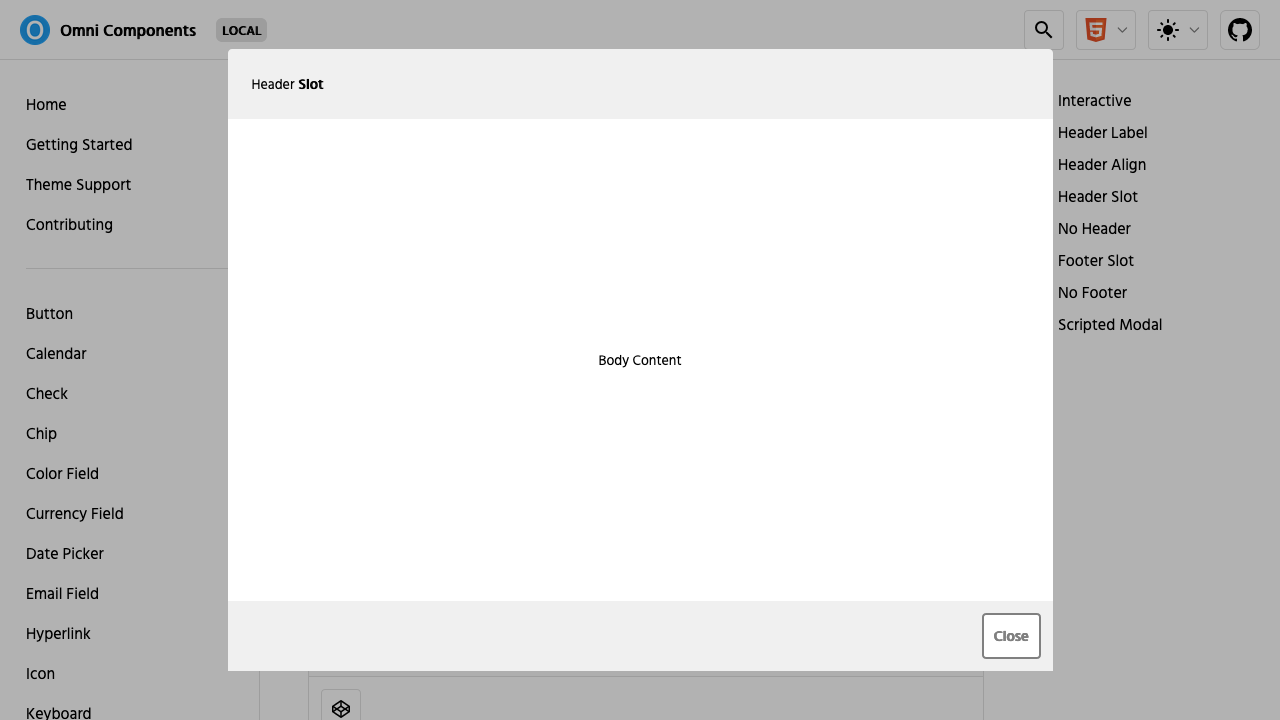 Omni Components
LOCAL
Home
Getting Started
Theme Support
Contributing
Button
Calendar
Check
Chip
Color Field
Currency Field
Date Picker
Email Field
Hyperlink
Icon
Keyboard
Header Slot
Body Content
Close
Interactive
Header Label
Header Align
Header Slot
No Header
Footer Slot
No Footer
Scripted Modal